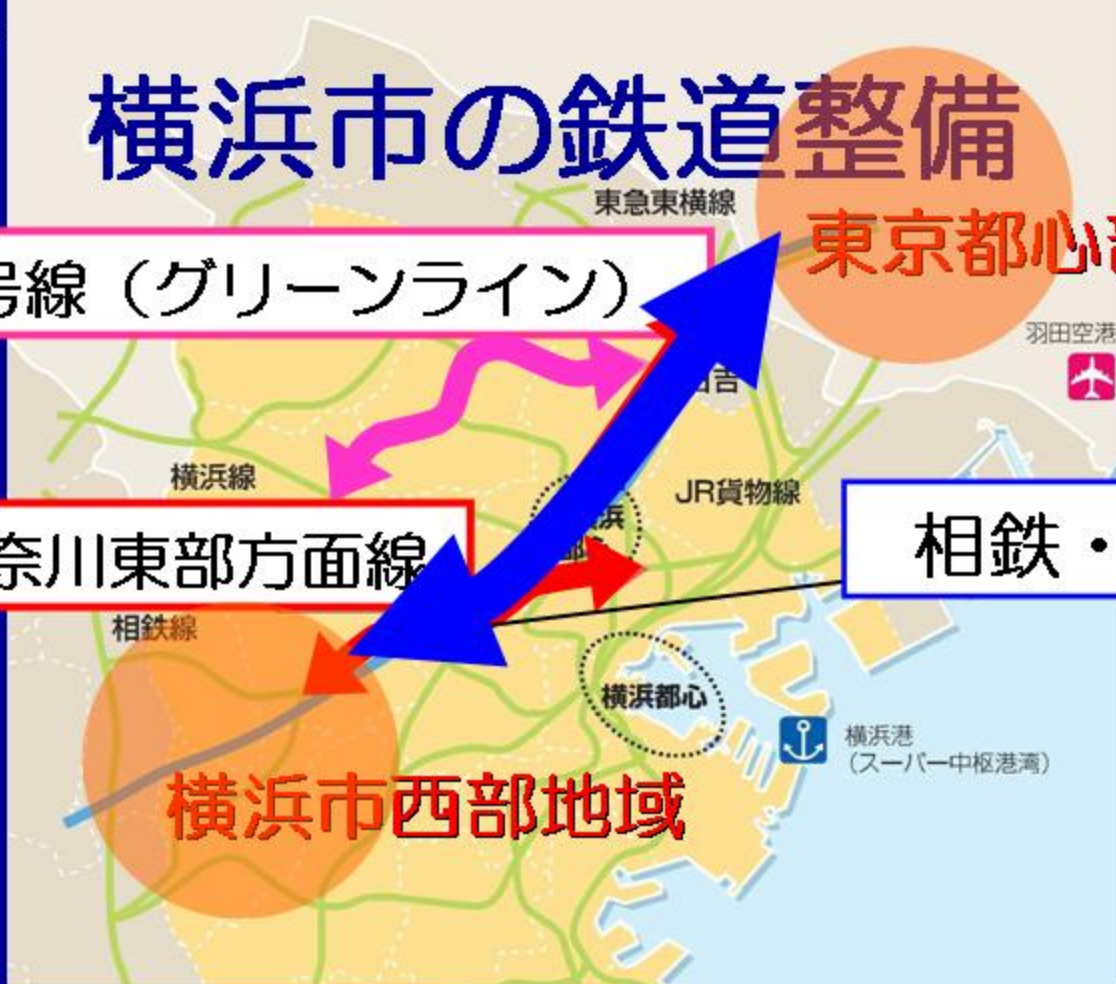 横浜市の鉄道整備
東急東横線
東京都心部
号線（グリーンライン）
羽田空港
横浜線
JR貨物線
奈川東部方面線
相鉄・
相鉄線
横浜都心
横浜港
（スーパー中枢港湾）
横浜市西部地域